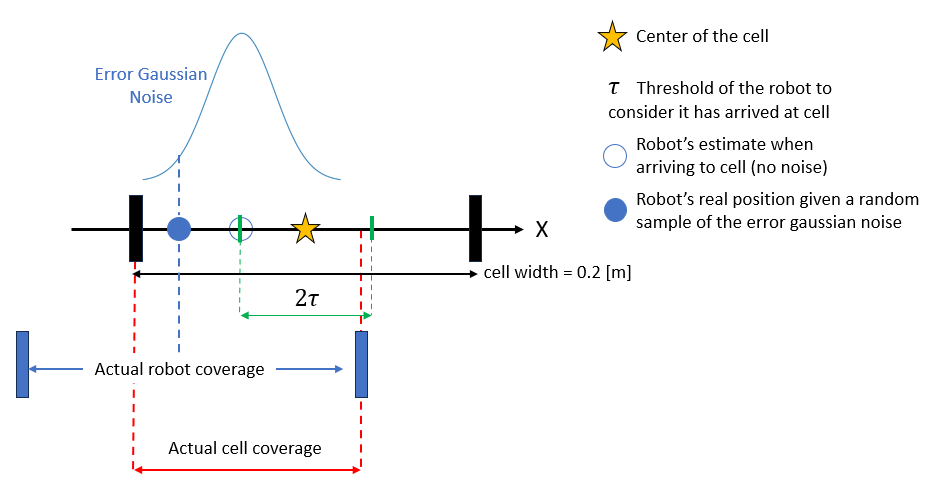 Error Gaussian
Noise
Center of the cell
τ Threshold of the robot to
consider it has arrived at cell
Robot's estimate when
arriving to cell (no noise)
Robot's real position given a random
sample of the error gaussian noise
X
cell width = 0.2 [m]
2τ
Actual robot coverage
Actual cell coverage